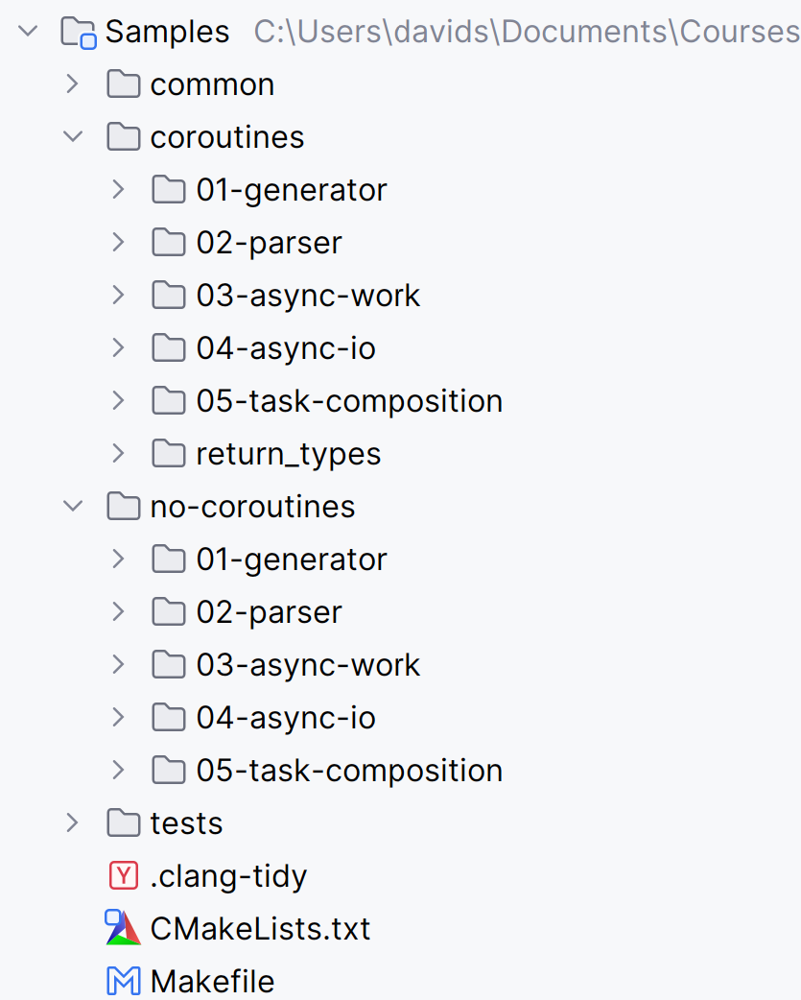 Samples C:\Users\davids\Documents\Courses
common
coroutines
01-generator
02-parser
03-async-work
04-async-io
05-task-composition
return_types
no-coroutines
01-generator
02-parser
03-async-work
04-async-io
05-task-composition
tests
.clang-tidy
CMakeLists.txt
Makefile